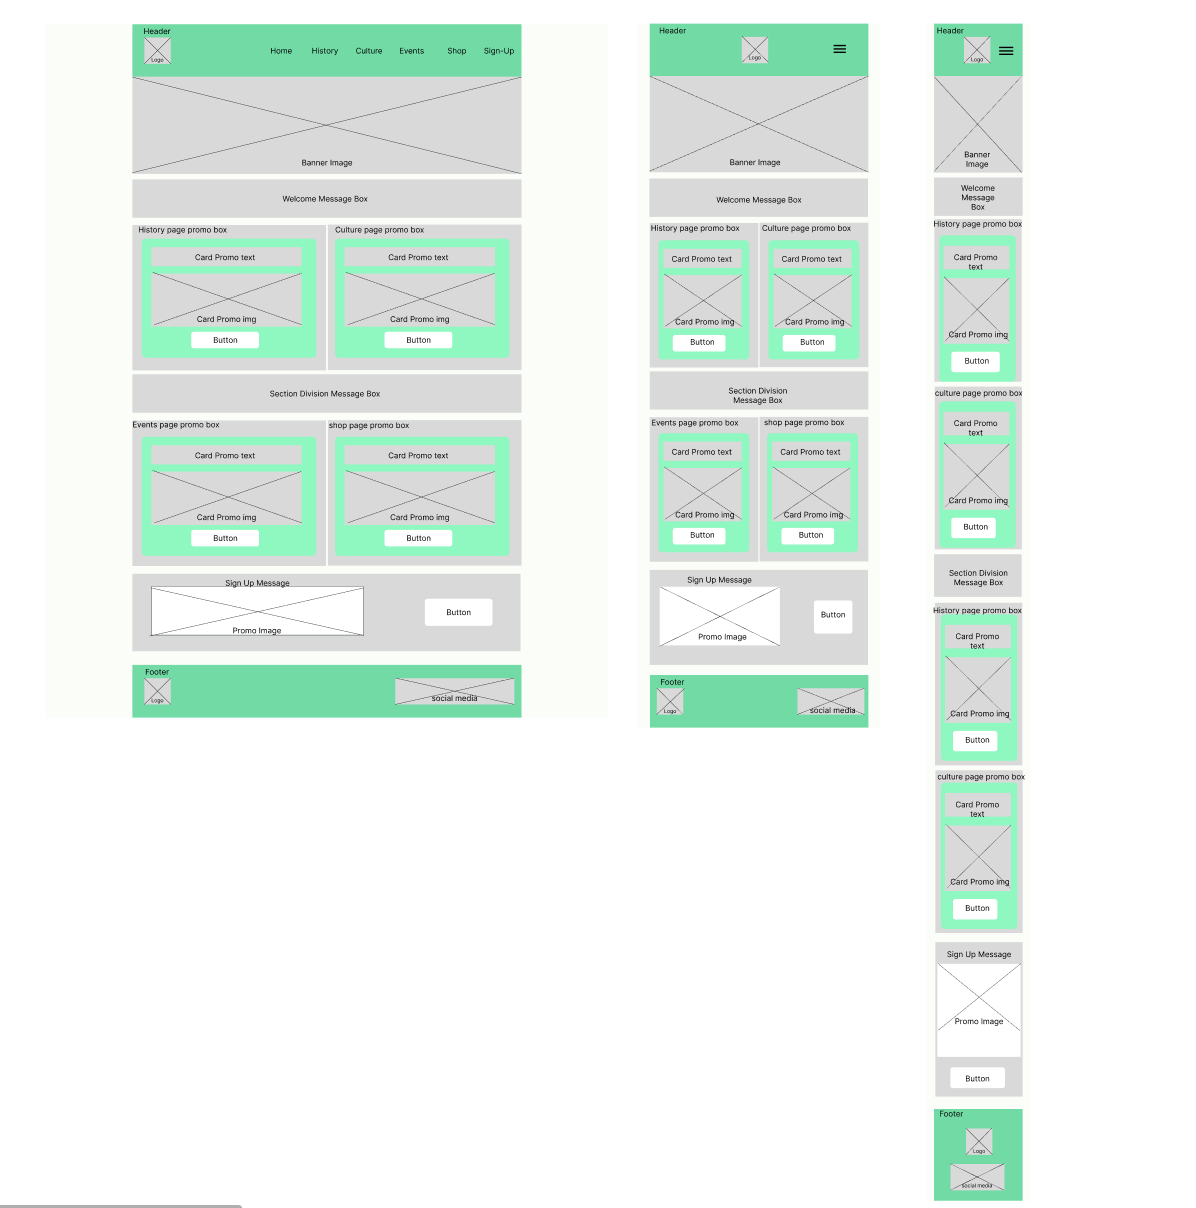 Header
Logo
Home
History
Culture
Events
Shop
Sign-Up
Banner Image
Welcome Message Box
History page promo box
Culture page promo box
Card Promo text
Card Promo text
Card Promo img
Card Promo img
Button
Button
Section Division Message Box
Events page promo box
shop page promo box
Card Promo text
Card Promo text
Card Promo img
Card Promo img
Button
Button
Sign Up Message
Promo Image
Button
Footer
Logo
social media
Header
Logo
Banner Image
Welcome Message Box
History page promo box
Culture page promo box
Card Promo text
Card Promo text
Card Promo img
Card Promo img
Button
Button
Section Division
Message Box
Events page promo box
shop page promo box
Card Promo text
Card Promo text
Card Promo img
Card Promo img
Button
Button
Sign Up Message
Promo Image
Button
Footer
Logo
social media
Header
Logo
Banner
Image
Welcome
Message
Box
History page promo box
Card Promo
text
Card Promo img
Button
culture page promo box
Card Promo
text
Card Promo img
Button
Section Division
Message Box
History page promo box
Card Promo
text
Card Promo img
Button
culture page promo box
Card Promo
text
Card Promo img
Button
Sign Up Message
Promo Image
Button
Footer
Logo
social media